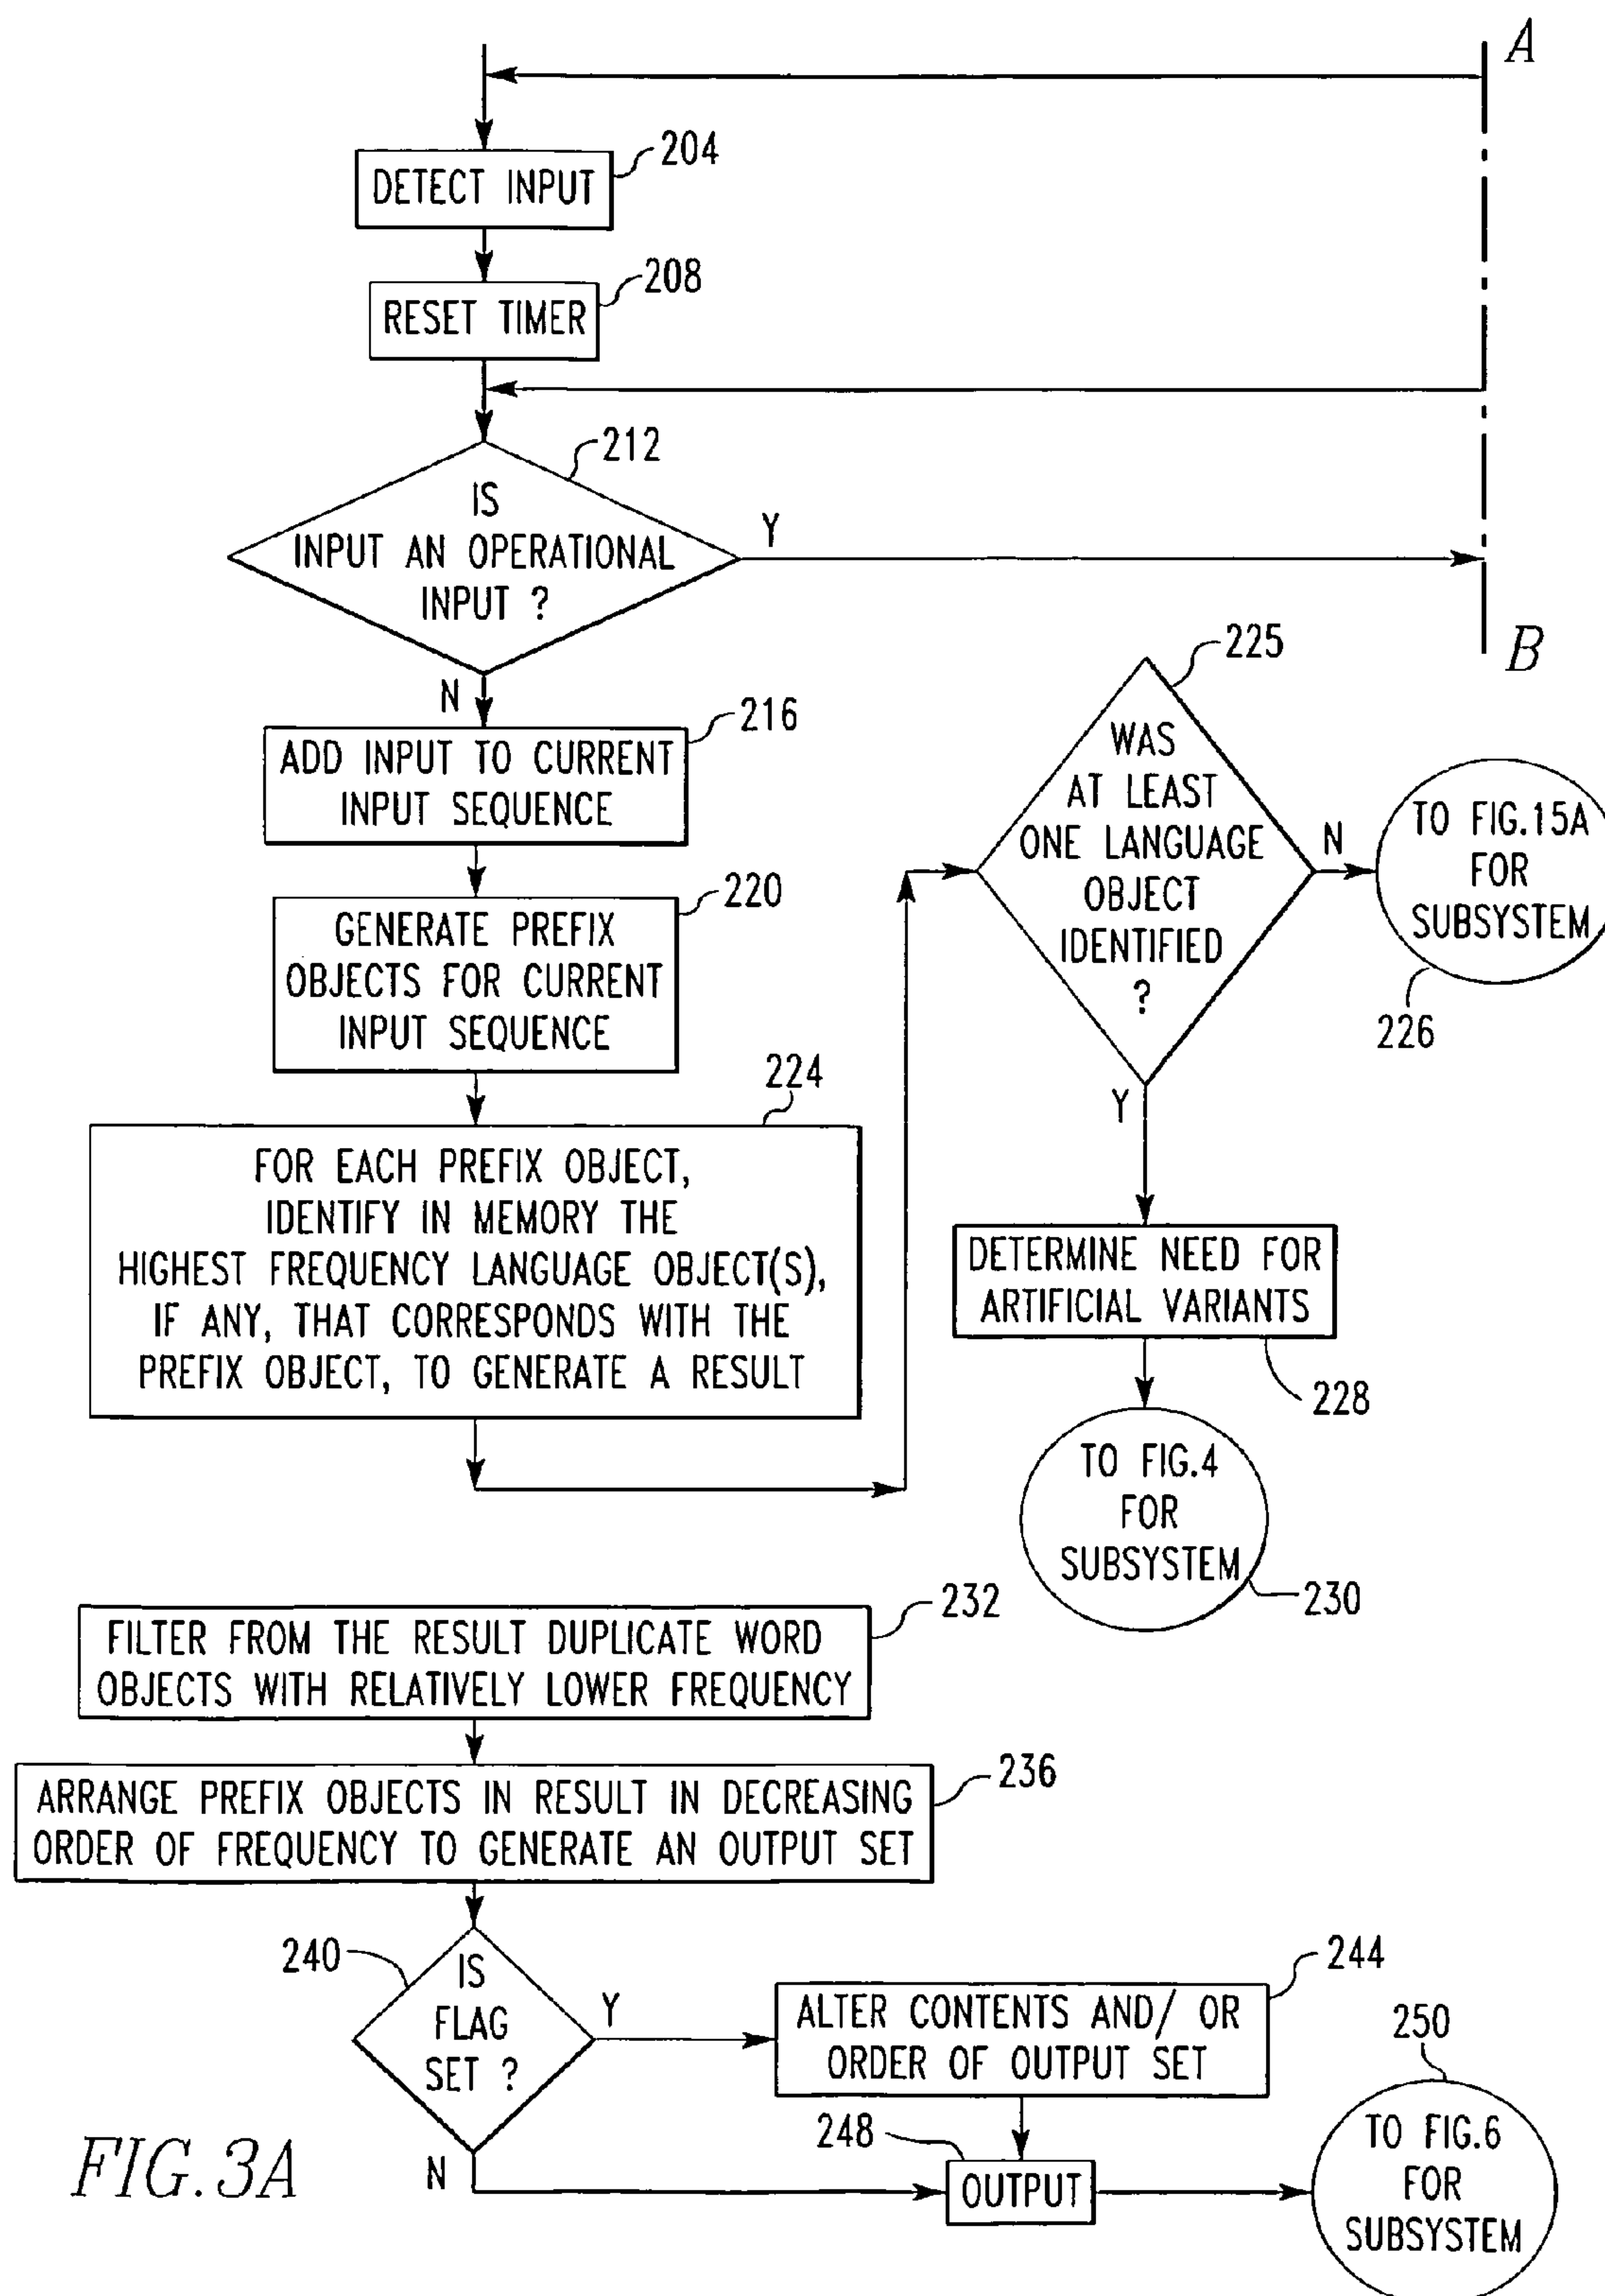 A
204
DETECT INPUT
208
RESET TIMER
212
IS
INPUT AN OPERATIONAL
INPUT ?
Y
B
N
216
ADD INPUT TO CURRENT
INPUT SEQUENCE
220
GENERATE PREFIX
OBJECTS FOR CURRENT
INPUT SEQUENCE
224
FOR EACH PREFIX OBJECT,
IDENTIFY IN MEMORY THE
HIGHEST FREQUENCY LANGUAGE OBJECT(S),
IF ANY, THAT CORRESPONDS WITH THE
PREFIX OBJECT, TO GENERATE A RESULT
225
WAS
AT LEAST
ONE LANGUAGE
OBJECT
IDENTIFIED
?
N
TO FIG.15A
FOR
SUBSYSTEM
226
Y
DETERMINE NEED FOR
ARTIFICIAL VARIANTS
228
TO FIG.4
FOR
SUBSYSTEM
230
232
FILTER FROM THE RESULT DUPLICATE WORD
OBJECTS WITH RELATIVELY LOWER FREQUENCY
236
ARRANGE PREFIX OBJECTS IN RESULT IN DECREASING
ORDER OF FREQUENCY TO GENERATE AN OUTPUT SET
240
IS
FLAG
SET ?
Y
244
ALTER CONTENTS AND/ OR
ORDER OF OUTPUT SET
N
248
OUTPUT
250
TO FIG.6
FOR
SUBSYSTEM
FIG.3A